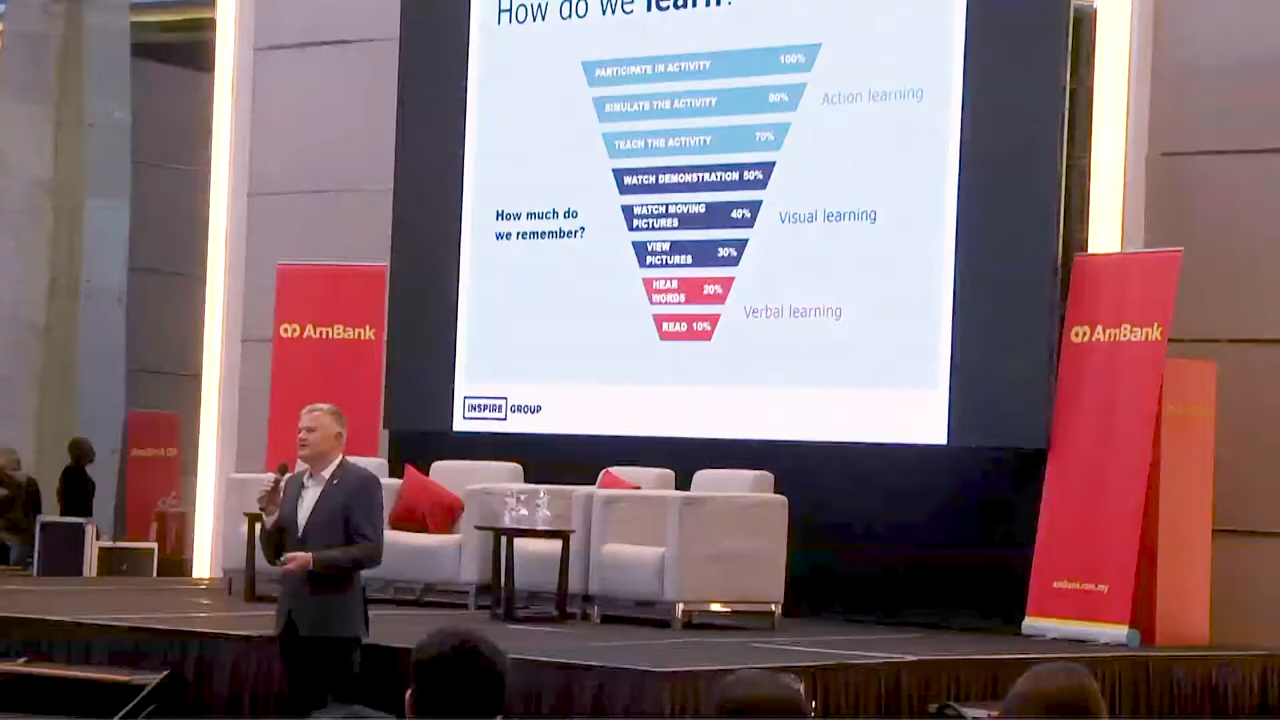 How do we learn?
PARTICIPATE IN ACTIVITY 100%
SIMULATE THE ACTIVITY 80%
Action learning
TEACH THE ACTIVITY 70%
WATCH DEMONSTRATION 50%
How much do
we remember?
WATCH MOVING
PICTURES 40%
Visual learning
VIEW
PICTURES 30%
HEAR
WORDS 20%
Verbal learning
READ 10%
INSPIRE GROUP
AmBank
AmBank
ambank.com.my